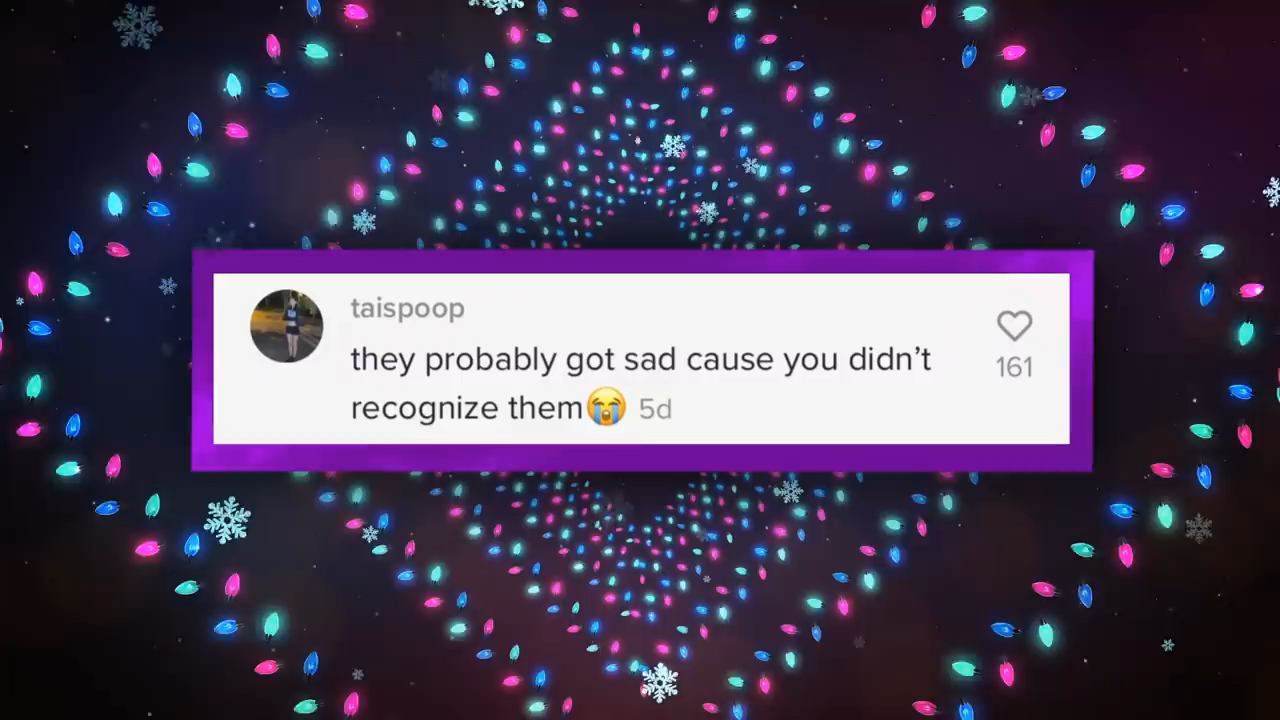 taispoop
they probably got sad cause you didn’t
recognize them😭 5d
161